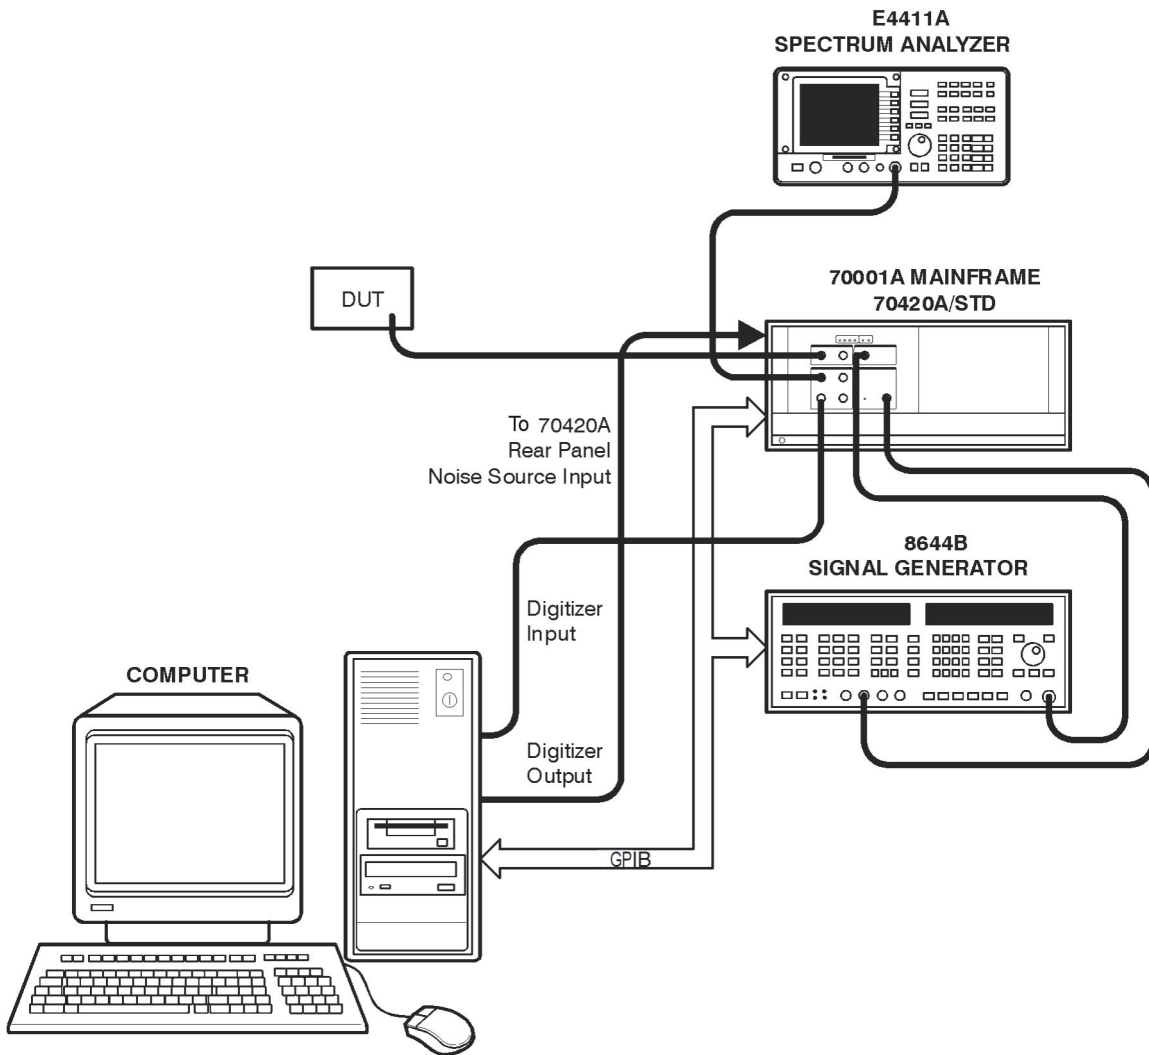 E4411A
SPECTRUM ANALYZER
DUT
70001A MAINFRAME
70420A/STD
To 70420A
Rear Panel
Noise Source Input
8644B
SIGNAL GENERATOR
Digitizer
Input
COMPUTER
Digitizer
Output
GPIB